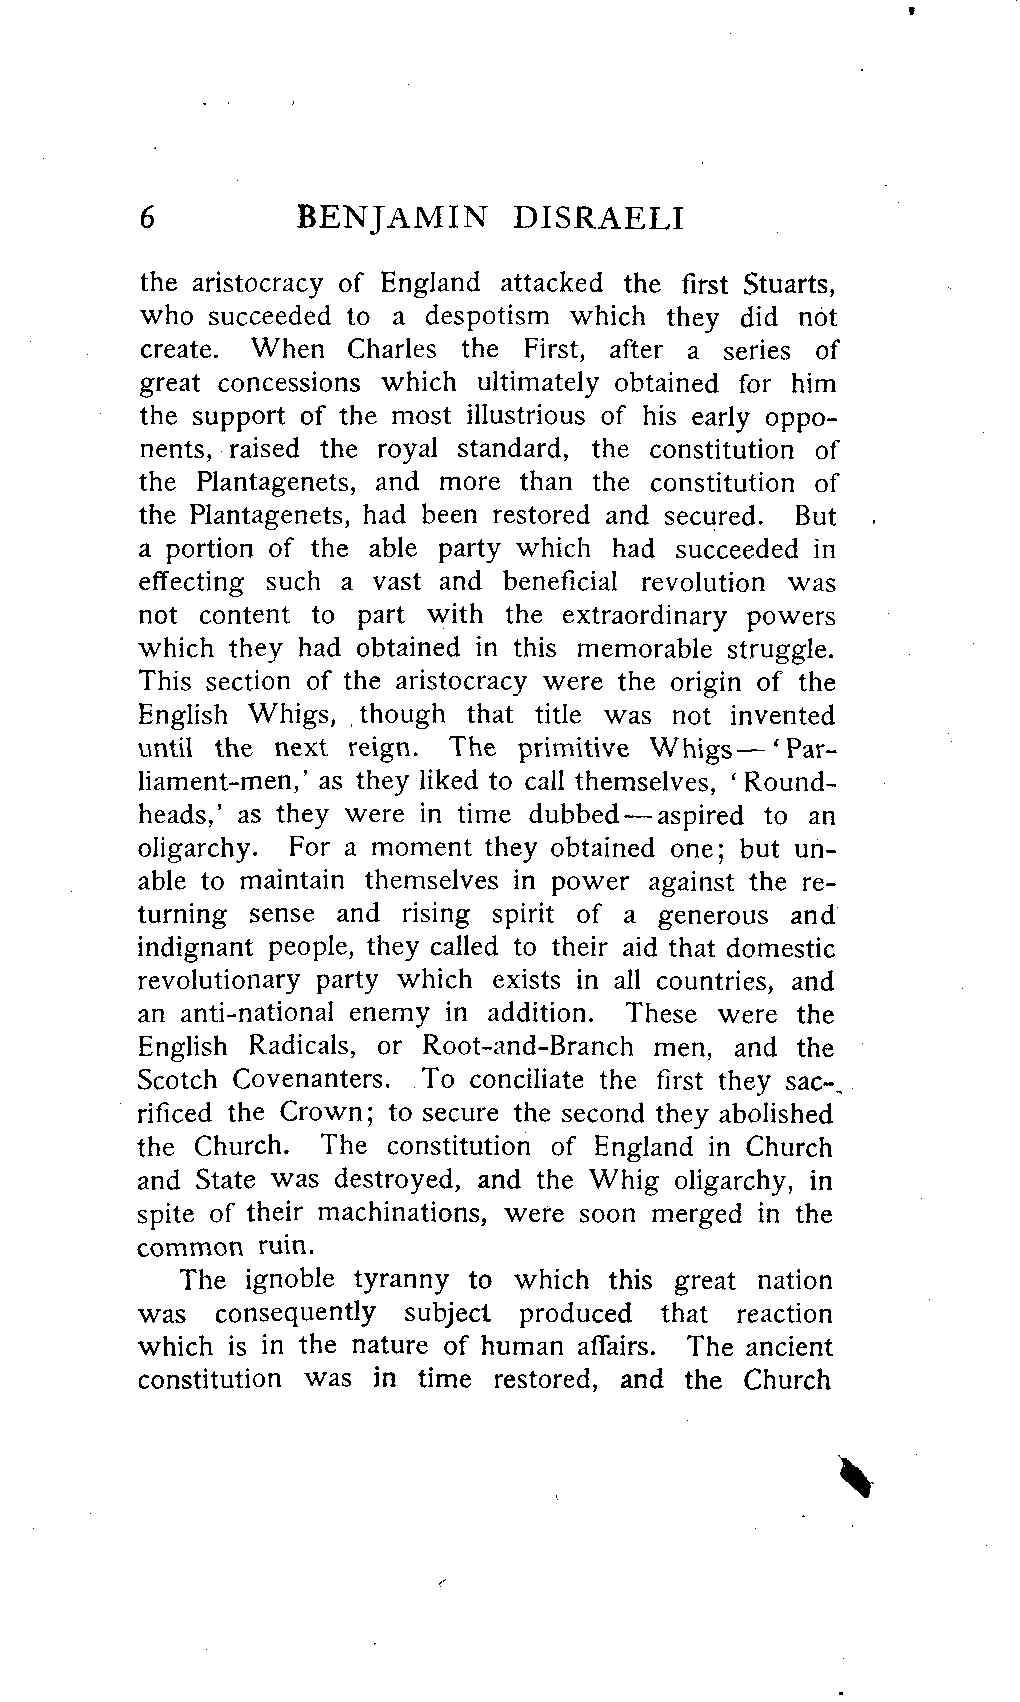 6 BENJAMIN DISRAELI
the aristocracy of England attacked the first Stuarts,
who succeeded to a despotism which they did not
create. When Charles the First, after a series of
great concessions which ultimately obtained for him
the support of the most illustrious of his early oppo-
nents, raised the royal standard, the constitution of
the Plantagenets, and more than the constitution of
the Plantagenets, had been restored and secured. But
a portion of the able party which had succeeded in
effecting such a vast and beneficial revolution was
not content to part with the extraordinary powers
which they had obtained in this memorable struggle.
This section of the aristocracy were the origin of the
English Whigs, though that title was not invented
until the next reign. The primitive Whigs—‘Par-
liament-men,’ as they liked to call themselves, ‘Round-
heads,’ as they were in time dubbed—aspired to an
oligarchy. For a moment they obtained one; but un-
able to maintain themselves in power against the re-
turning sense and rising spirit of a generous and
indignant people, they called to their aid that domestic
revolutionary party which exists in all countries, and
an anti-national enemy in addition. These were the
English Radicals, or Root-and-Branch men, and the
Scotch Covenanters. To conciliate the first they sac-
rificed the Crown; to secure the second they abolished
the Church. The constitution of England in Church
and State was destroyed, and the Whig oligarchy, in
spite of their machinations, were soon merged in the
common ruin.
The ignoble tyranny to which this great nation
was consequently subject produced that reaction
which is in the nature of human affairs. The ancient
constitution was in time restored, and the Church